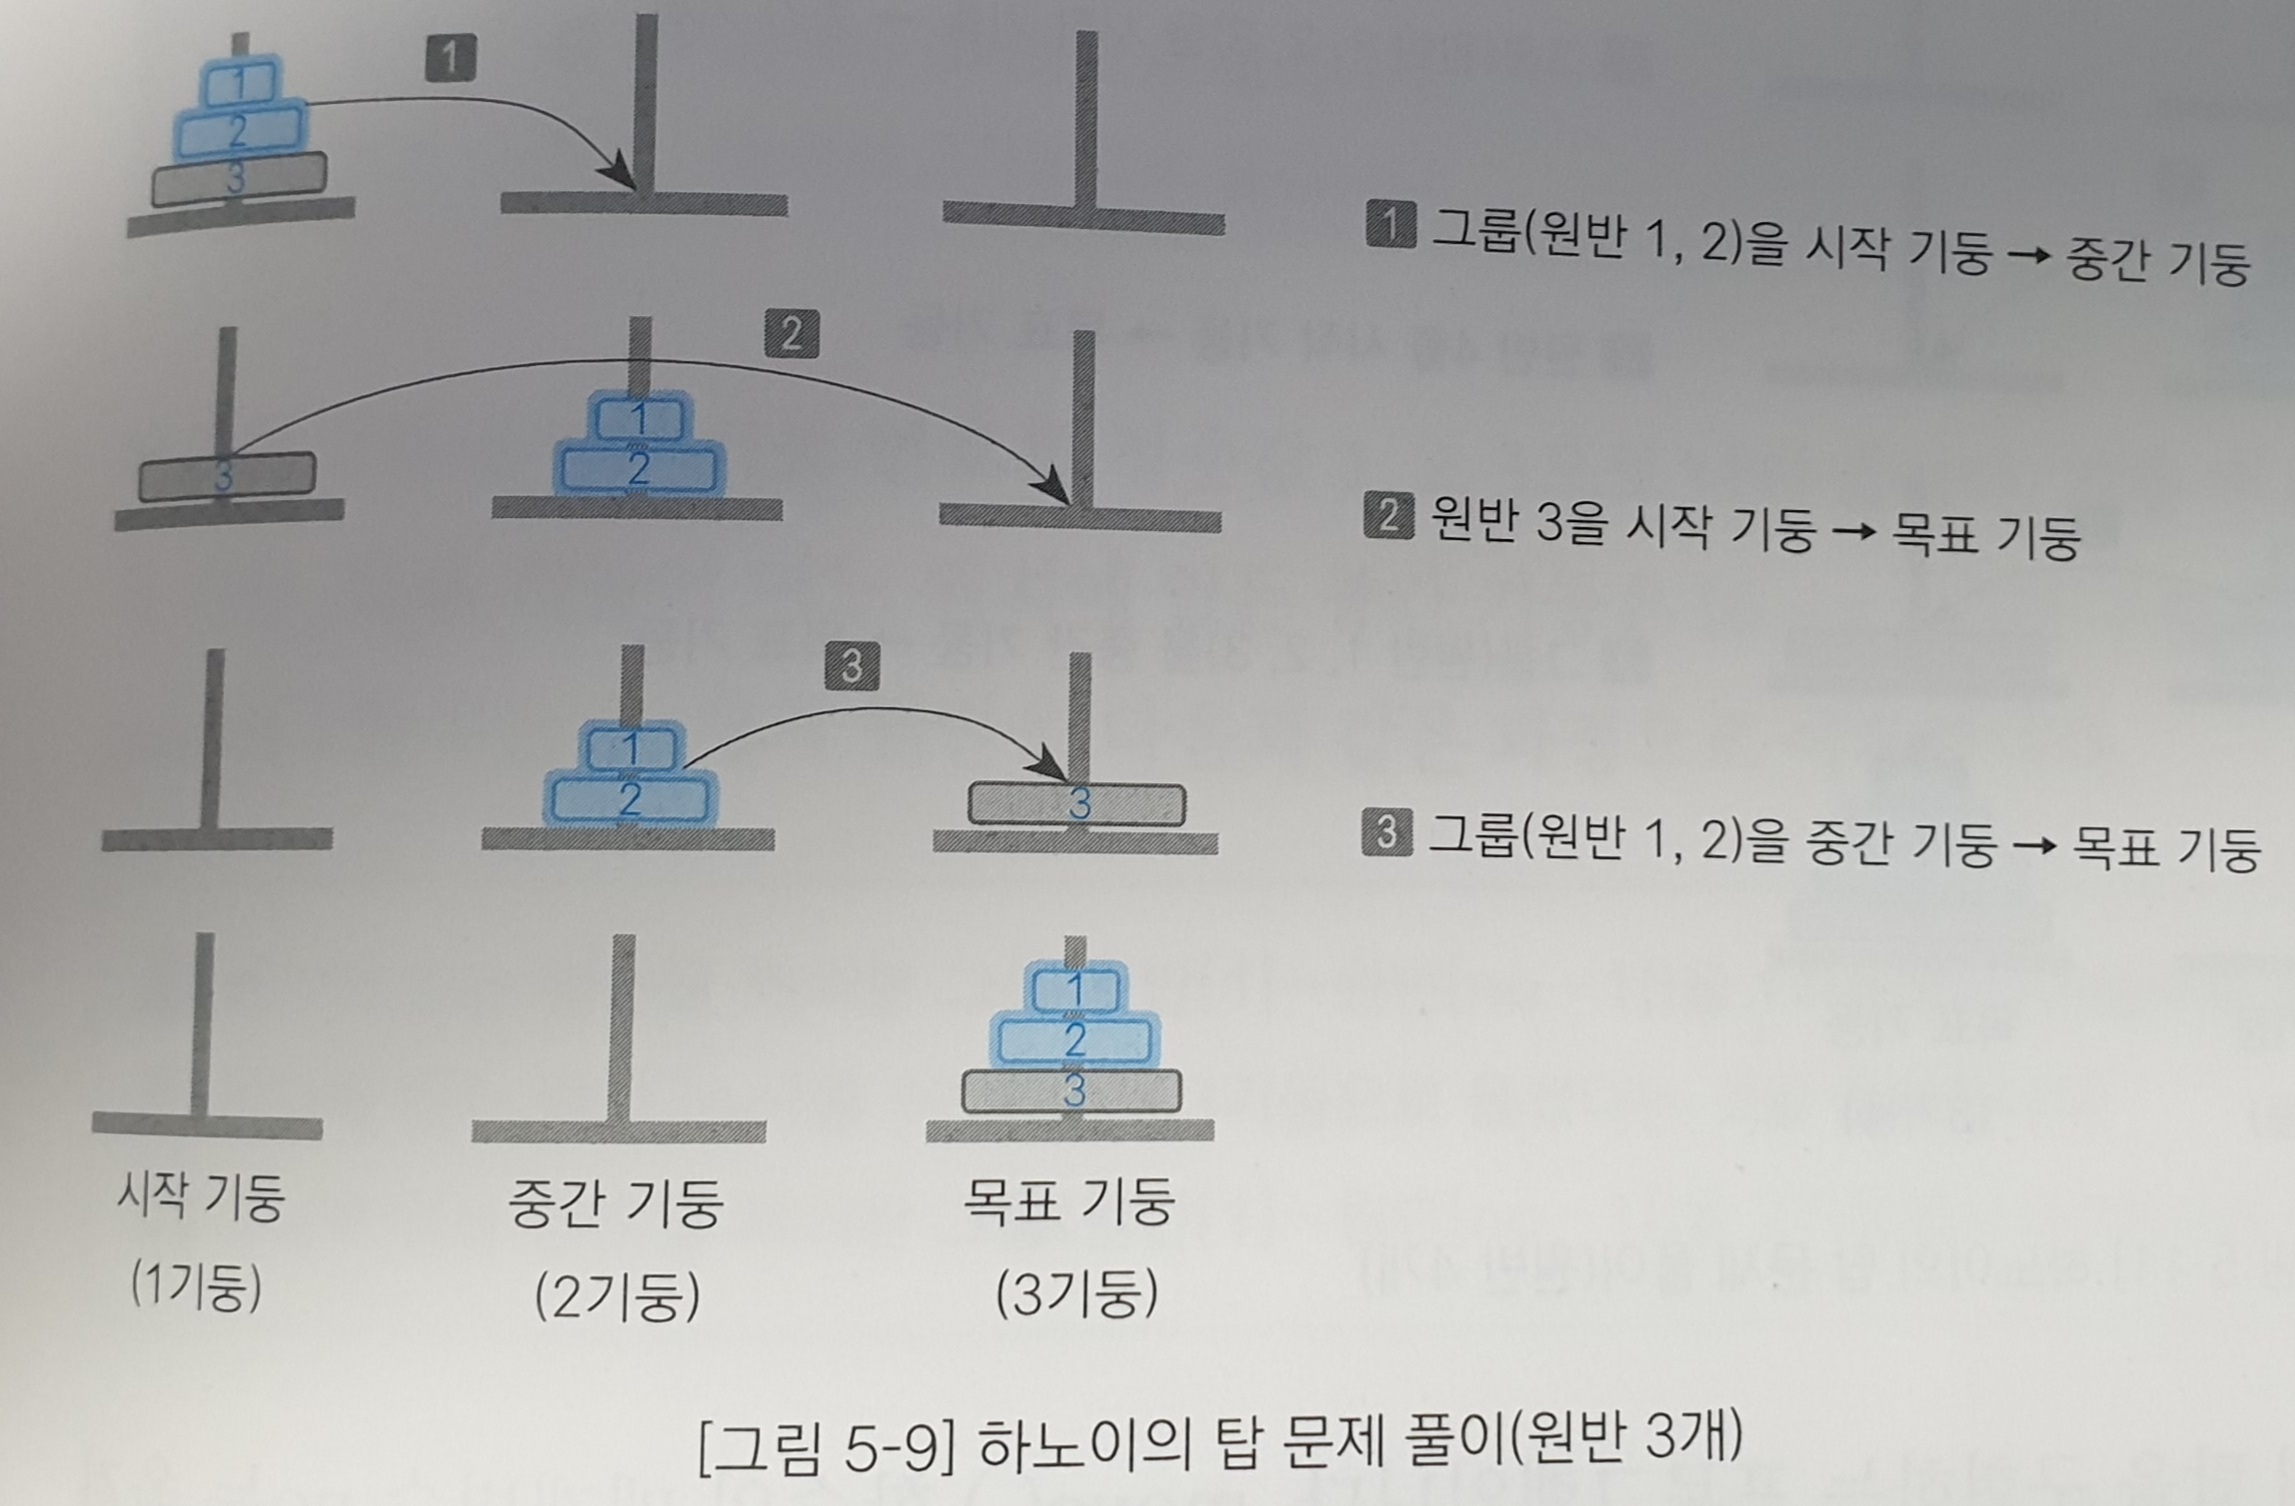 1
1
2
3
1 그룹(원반 1, 2)을 시작 기둥 → 중간 기둥
2
1
2
3
2 원반 3을 시작 기둥 → 목표 기둥
3
1
2
3
3 그룹(원반 1, 2)을 중간 기둥 → 목표 기둥
1
2
3
시작 기둥 중간 기둥 목표 기둥
(1기둥) (2기둥) (3기둥)
[그림 5-9] 하노이의 탑 문제 풀이(원반 3개)